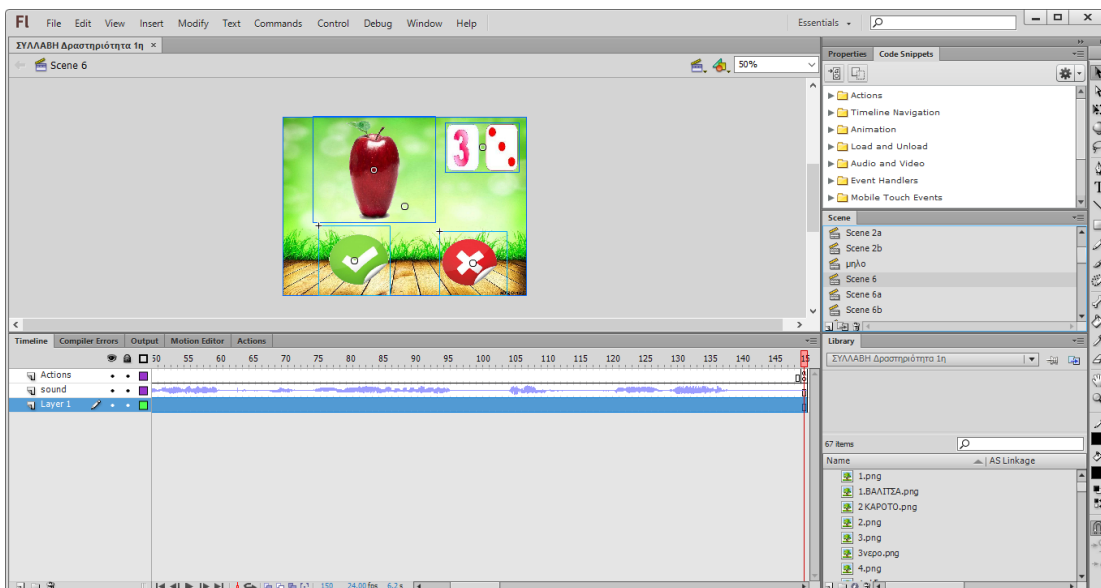 Fl File Edit View Insert Modify Text Commands Control Debug Window Help Essentials
ΣΥΛΛΑΒΗ Δραστηριότητα 1η ×
Scene 6 50%
3
Properties Code Snippets
Actions
Timeline Navigation
Animation
Load and Unload
Audio and Video
Event Handlers
Mobile Touch Events
Scene
Scene 2a
Scene 2b
μηλο
Scene 6
Scene 6a
Scene 6b
Timeline Compiler Errors Output Motion Editor Actions
50 55 60 65 70 75 80 85 90 95 100 105 110 115 120 125 130 135 140 145 15
Actions
sound
Layer 1
150 24.00 fps 6.2 s
Library
ΣΥΛΛΑΒΗ Δραστηριότητα 1η
67 items
Name AS Linkage
1.png
1.ΒΑΛΙΤΣΑ.png
2 ΚΑΡΟΤΟ.png
2.png
3.png
3νερο.png
4.png